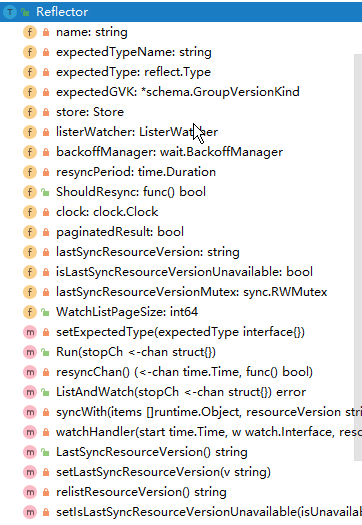 Reflector
name: string
expectedTypeName: string
expectedType: reflect.Type
expectedGVK: *schema.GroupVersionKind
store: Store
listerWatcher: ListerWatcher
backoffManager: wait.BackoffManager
resyncPeriod: time.Duration
ShouldResync: func() bool
clock: clock.Clock
paginatedResult: bool
lastSyncResourceVersion: string
isLastSyncResourceVersionUnavailable: bool
lastSyncResourceVersionMutex: sync.RWMutex
WatchListPageSize: int64
setExpectedType(expectedType interface{})
Run(stopCh <-chan struct{})
resyncChan() (<-chan time.Time, func() bool)
ListAndWatch(stopCh <-chan struct{}) error
syncWith(items []runtime.Object, resourceVersion stri
watchHandler(start time.Time, w watch.Interface, reso
LastSyncResourceVersion() string
setLastSyncResourceVersion(v string)
relistResourceVersion() string
setIsLastSyncResourceVersionUnavailable(isUnavailab